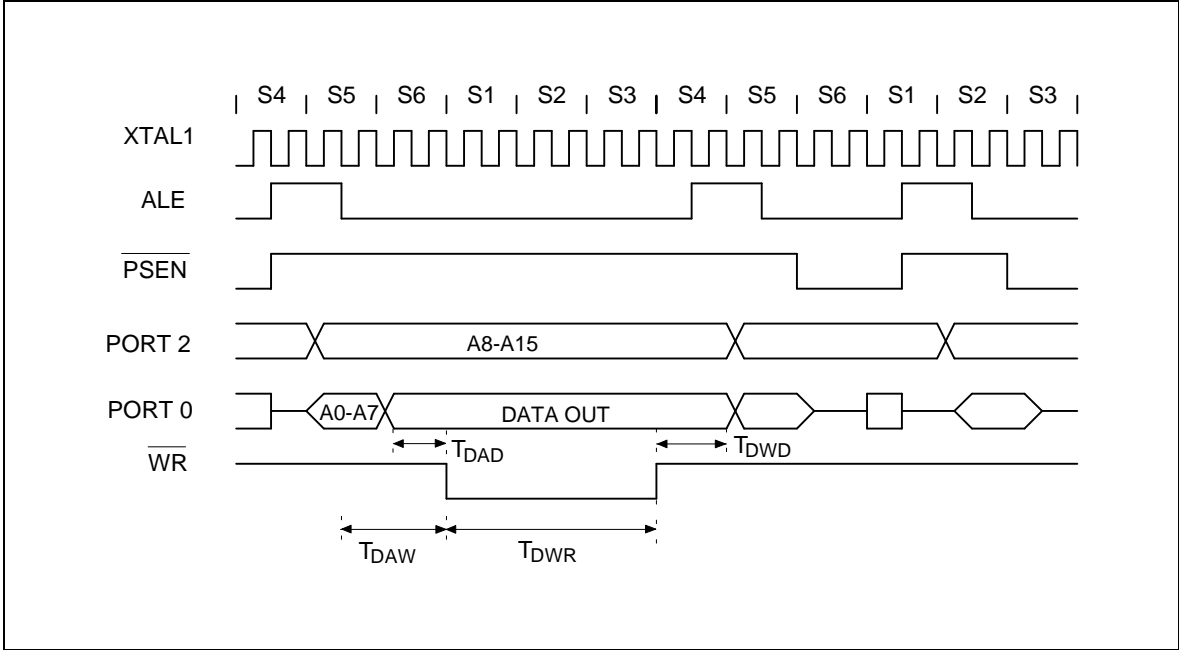 S4 S5 S6 S1 S2 S3 S4 S5 S6 S1 S2 S3
XTAL1
ALE
PSEN
PORT 2 A8-A15
PORT 0 A0-A7 DATA OUT
TDAD TDWD
WR
TDAW TDWR